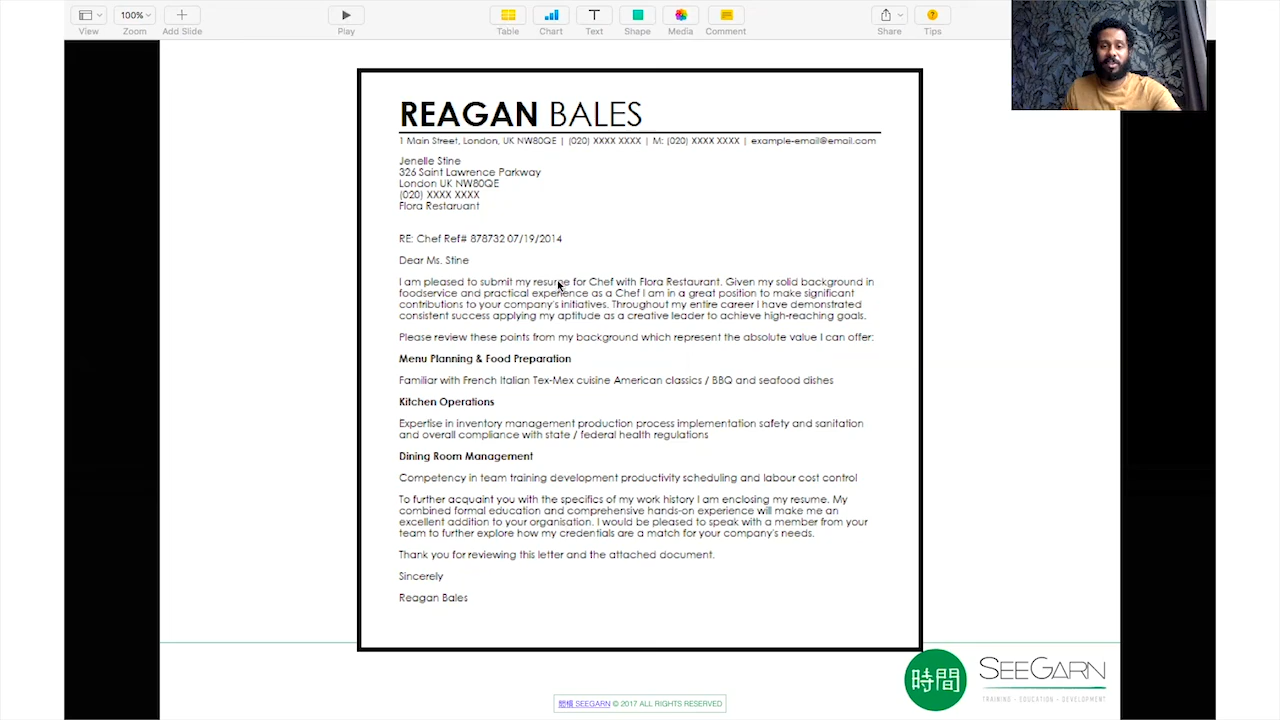 View
100%
Zoom
Add Slide
Play
Table
Chart
Text
Shape
Media
Comment
Share
Tips
REAGAN BALES
1 Main Street, London, UK NW80QE | (020) XXXX XXXX | M: (020) XXXX XXXX | example-email@email.com
Jenelle Stine
326 Saint Lawrence Parkway
London UK NW80QE
(020) XXXX XXXX
Flora Restaruant
RE: Chef Ref# 878732 07/19/2014
Dear Ms. Stine
I am pleased to submit my resume for Chef with Flora Restaurant. Given my solid background in
foodservice and practical experience as a Chef I am in a great position to make significant
contributions to your company's initiatives. Throughout my entire career I have demonstrated
consistent success applying my aptitude as a creative leader to achieve high-reaching goals.
Please review these points from my background which represent the absolute value I can offer:
Menu Planning & Food Preparation
Familiar with French Italian Tex-Mex cuisine American classics / BBQ and seafood dishes
Kitchen Operations
Expertise in inventory management production process implementation safety and sanitation
and overall compliance with state / federal health regulations
Dining Room Management
Competency in team training development productivity scheduling and labour cost control
To further acquaint you with the specifics of my work history I am enclosing my resume. My
combined formal education and comprehensive hands-on experience will make me an
excellent addition to your organisation. I would be pleased to speak with a member from your
team to further explore how my credentials are a match for your company's needs.
Thank you for reviewing this letter and the attached document.
Sincerely
Reagan Bales
時間
SEEGARN
TRAINING - EDUCATION - DEVELOPMENT
SEEGARN © 2017 ALL RIGHTS RESERVED